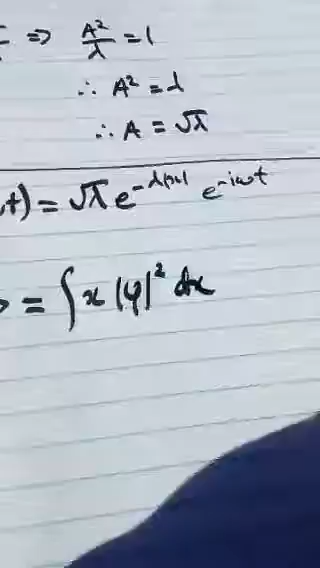 ⇒ A²/λ = 1
∴ A² = λ
∴ A = √λ
,t) = √λ e^{-λ|x|} e^{-iωt}
> = ∫ x |ψ|² dx